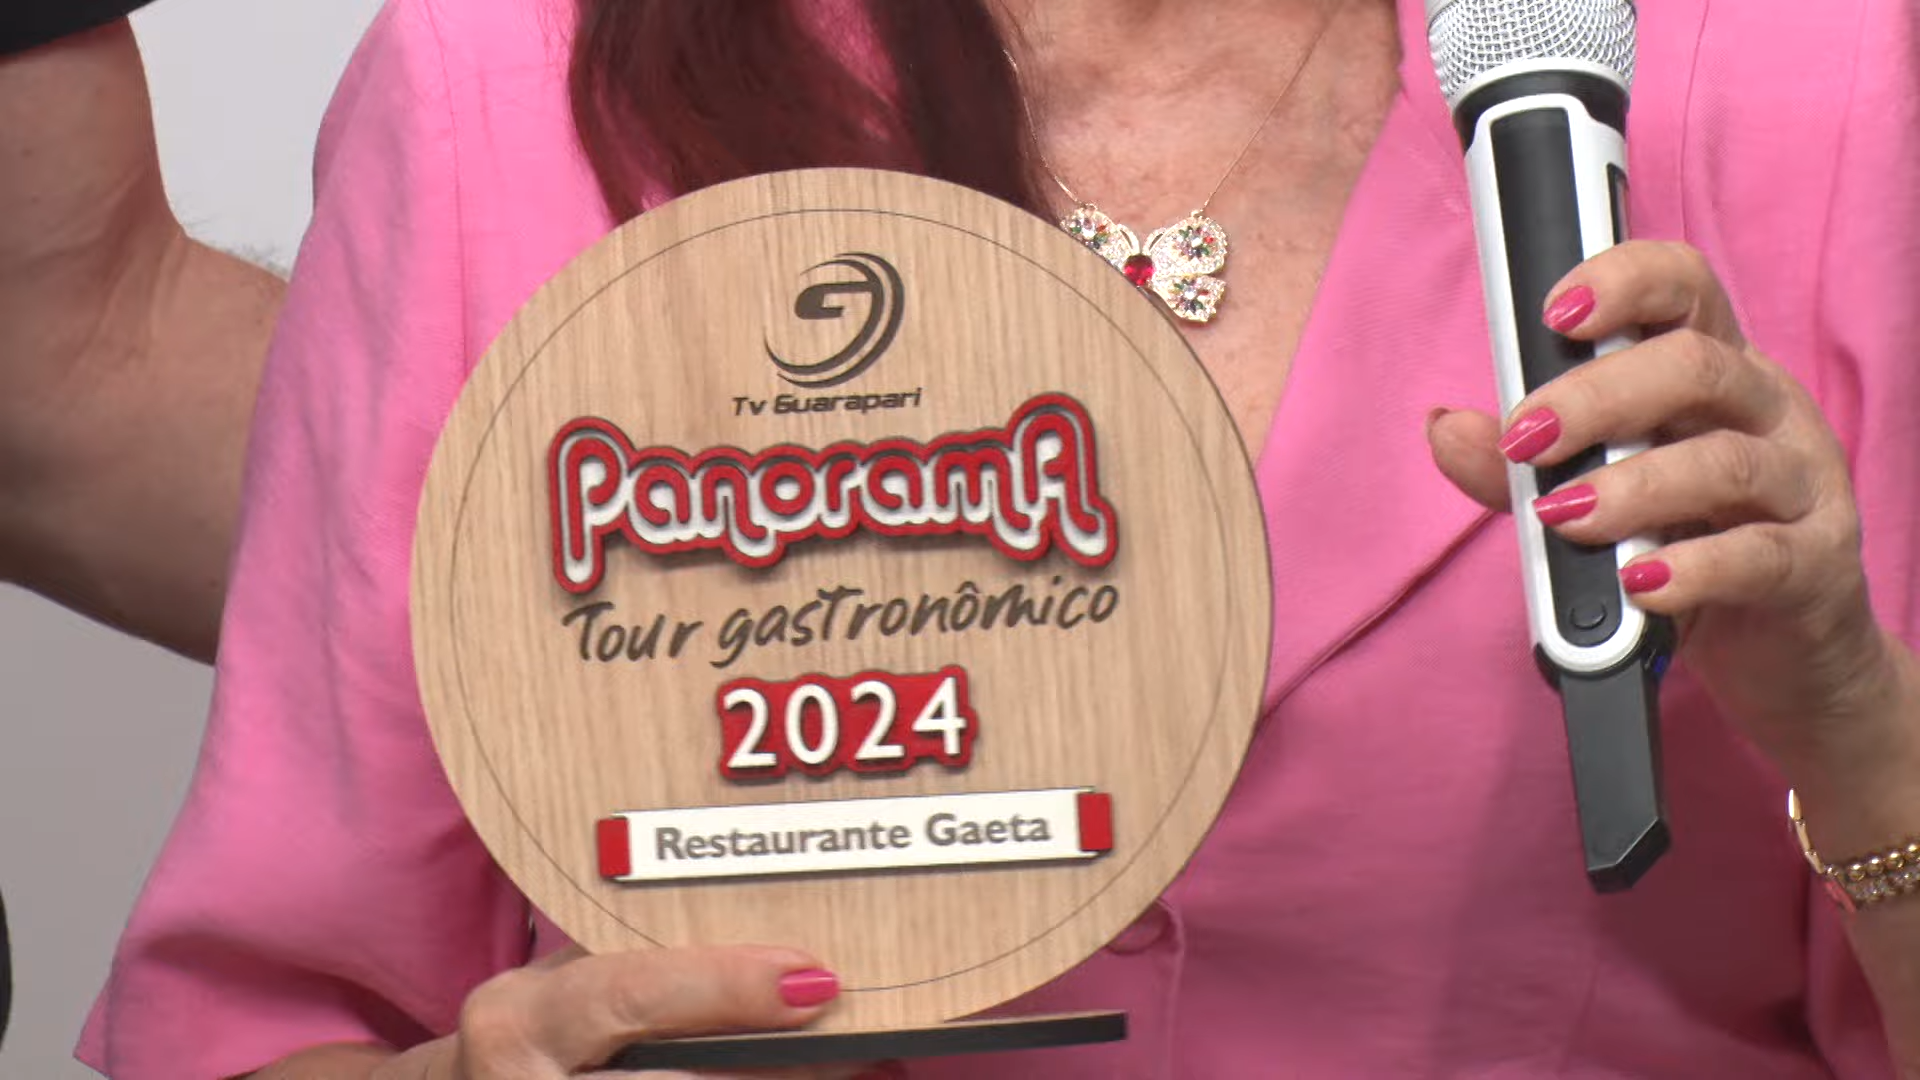 Tv Guarapari
Panorama
Tour gastronômico
2024
Restaurante Gaeta